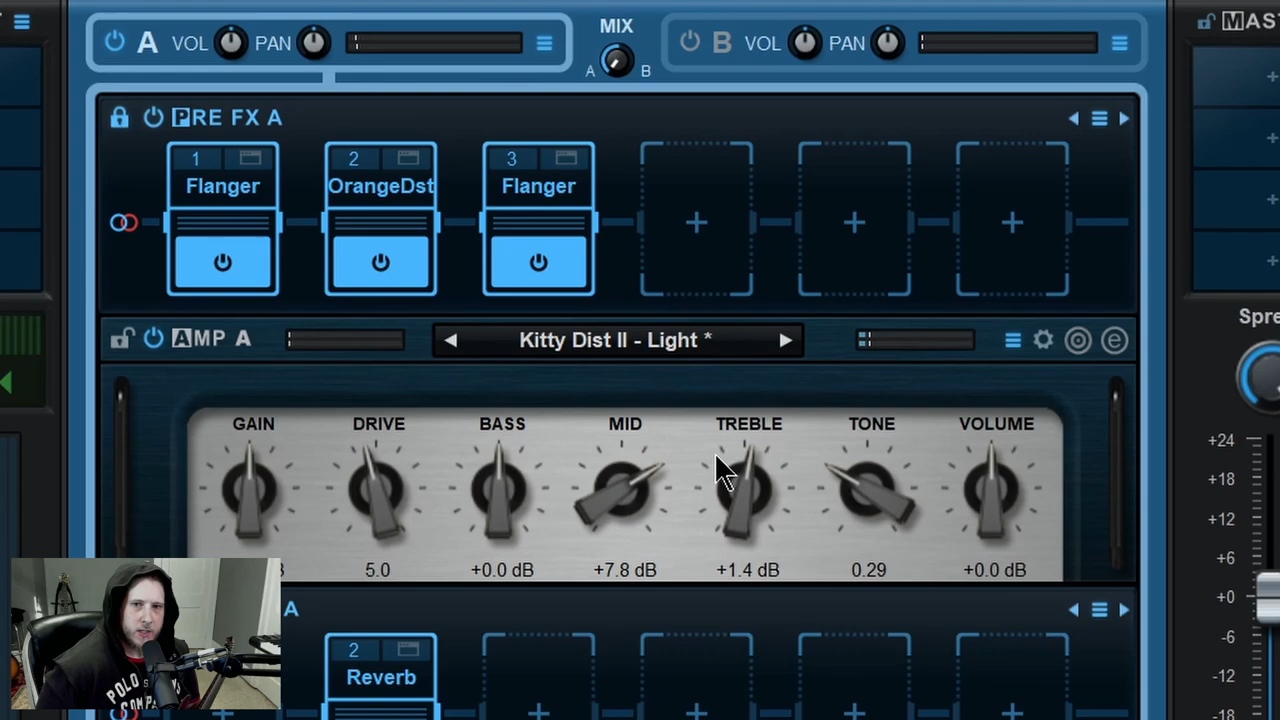 A VOL PAN
MIX
A B
B VOL PAN
MAS
PRE FX A
1
Flanger
2
OrangeDst
3
Flanger
AMP A
Kitty Dist II - Light *
e
GAIN DRIVE BASS MID TREBLE TONE VOLUME
5.0 +0.0 dB +7.8 dB +1.4 dB 0.29 +0.0 dB
A
2
Reverb
Spre
+24
+18
+12
+6
+0
-6
-12
-18
POLO
COMPA